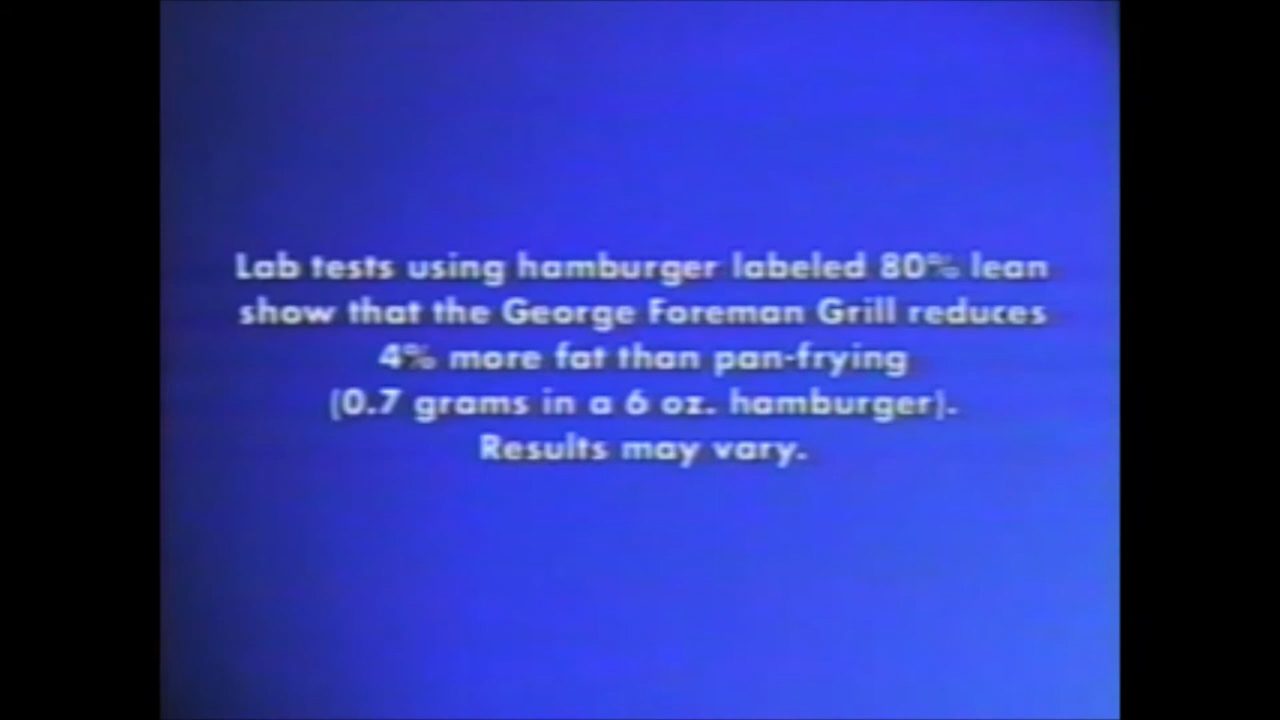 Lab tests using hamburger labeled 80% lean
show that the George Foreman Grill reduces
4% more fat than pan-frying
(0.7 grams in a 6 oz. hamburger).
Results may vary.